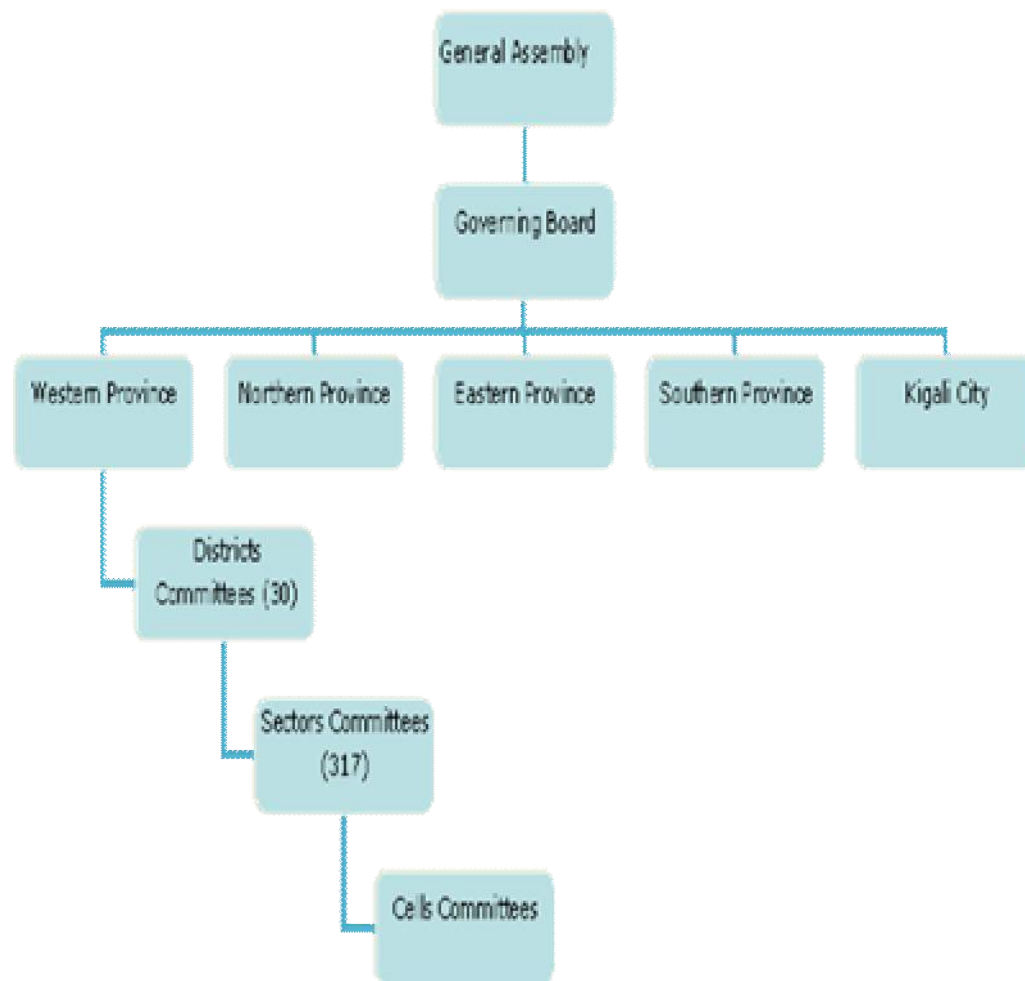 General Assembly
Governing Board
Western Province
Northern Province
Eastern Province
Southern Province
Kigali City
Districts
Committees (30)
Sectors Committees
(317)
Cells Committees